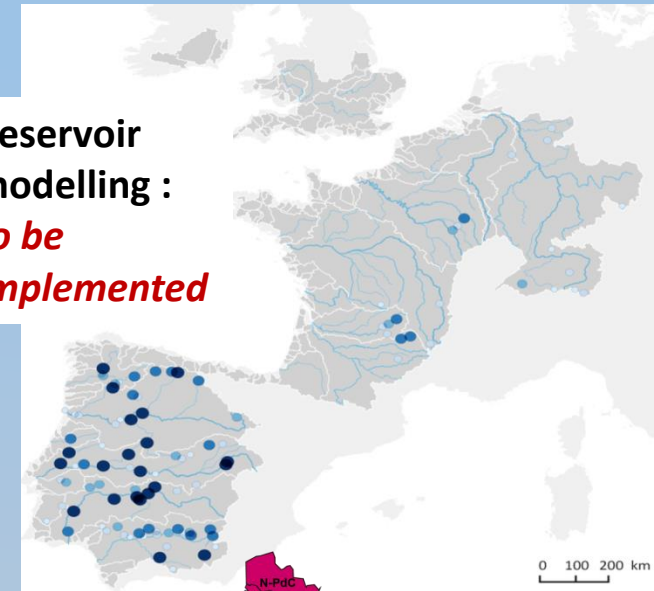 eservoir
nodelling :
o be
mplemented
N-PdC
0 100 200 km